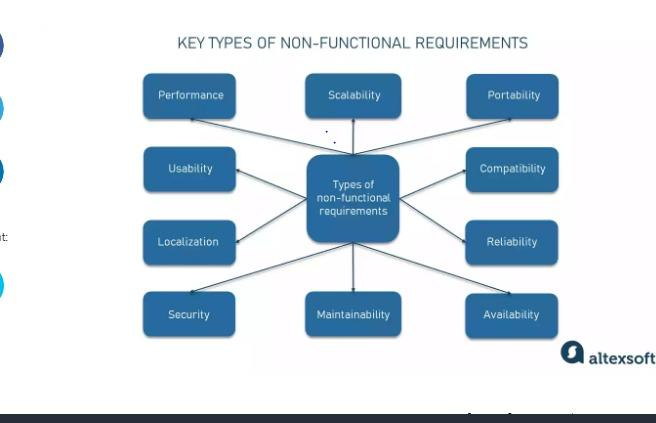 KEY TYPES OF NON-FUNCTIONAL REQUIREMENTS
Performance
Scalability
Portability
Usability
Types of
non-functional
requirements
Compatibility
Localization
Reliability
Security
Maintainability
Availability
altexsoft